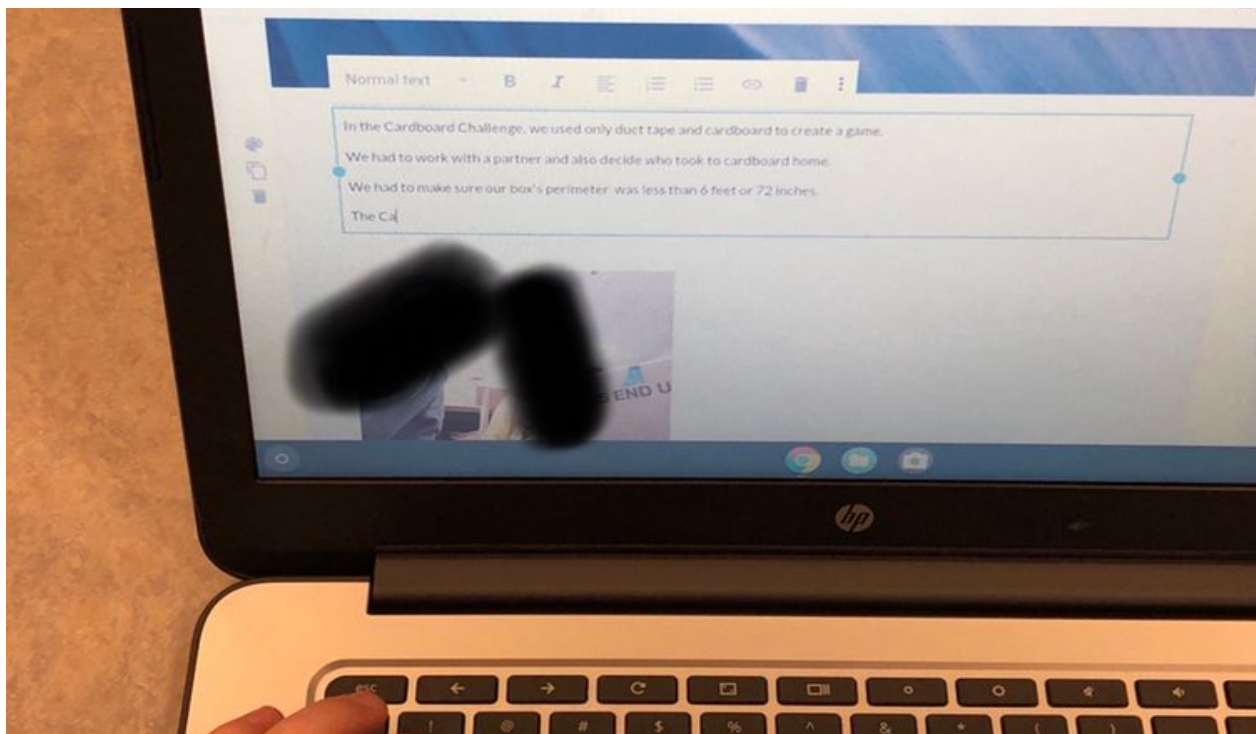 Normal text B I
In the Cardboard Challenge, we used only duct tape and cardboard to create a game.
We had to work with a partner and also decide who took to cardboard home.
We had to make sure our box's perimeter was less than 6 feet or 72 inches.
The Ca
END U
hp
esc
! @ # $ % ^ & * ( )